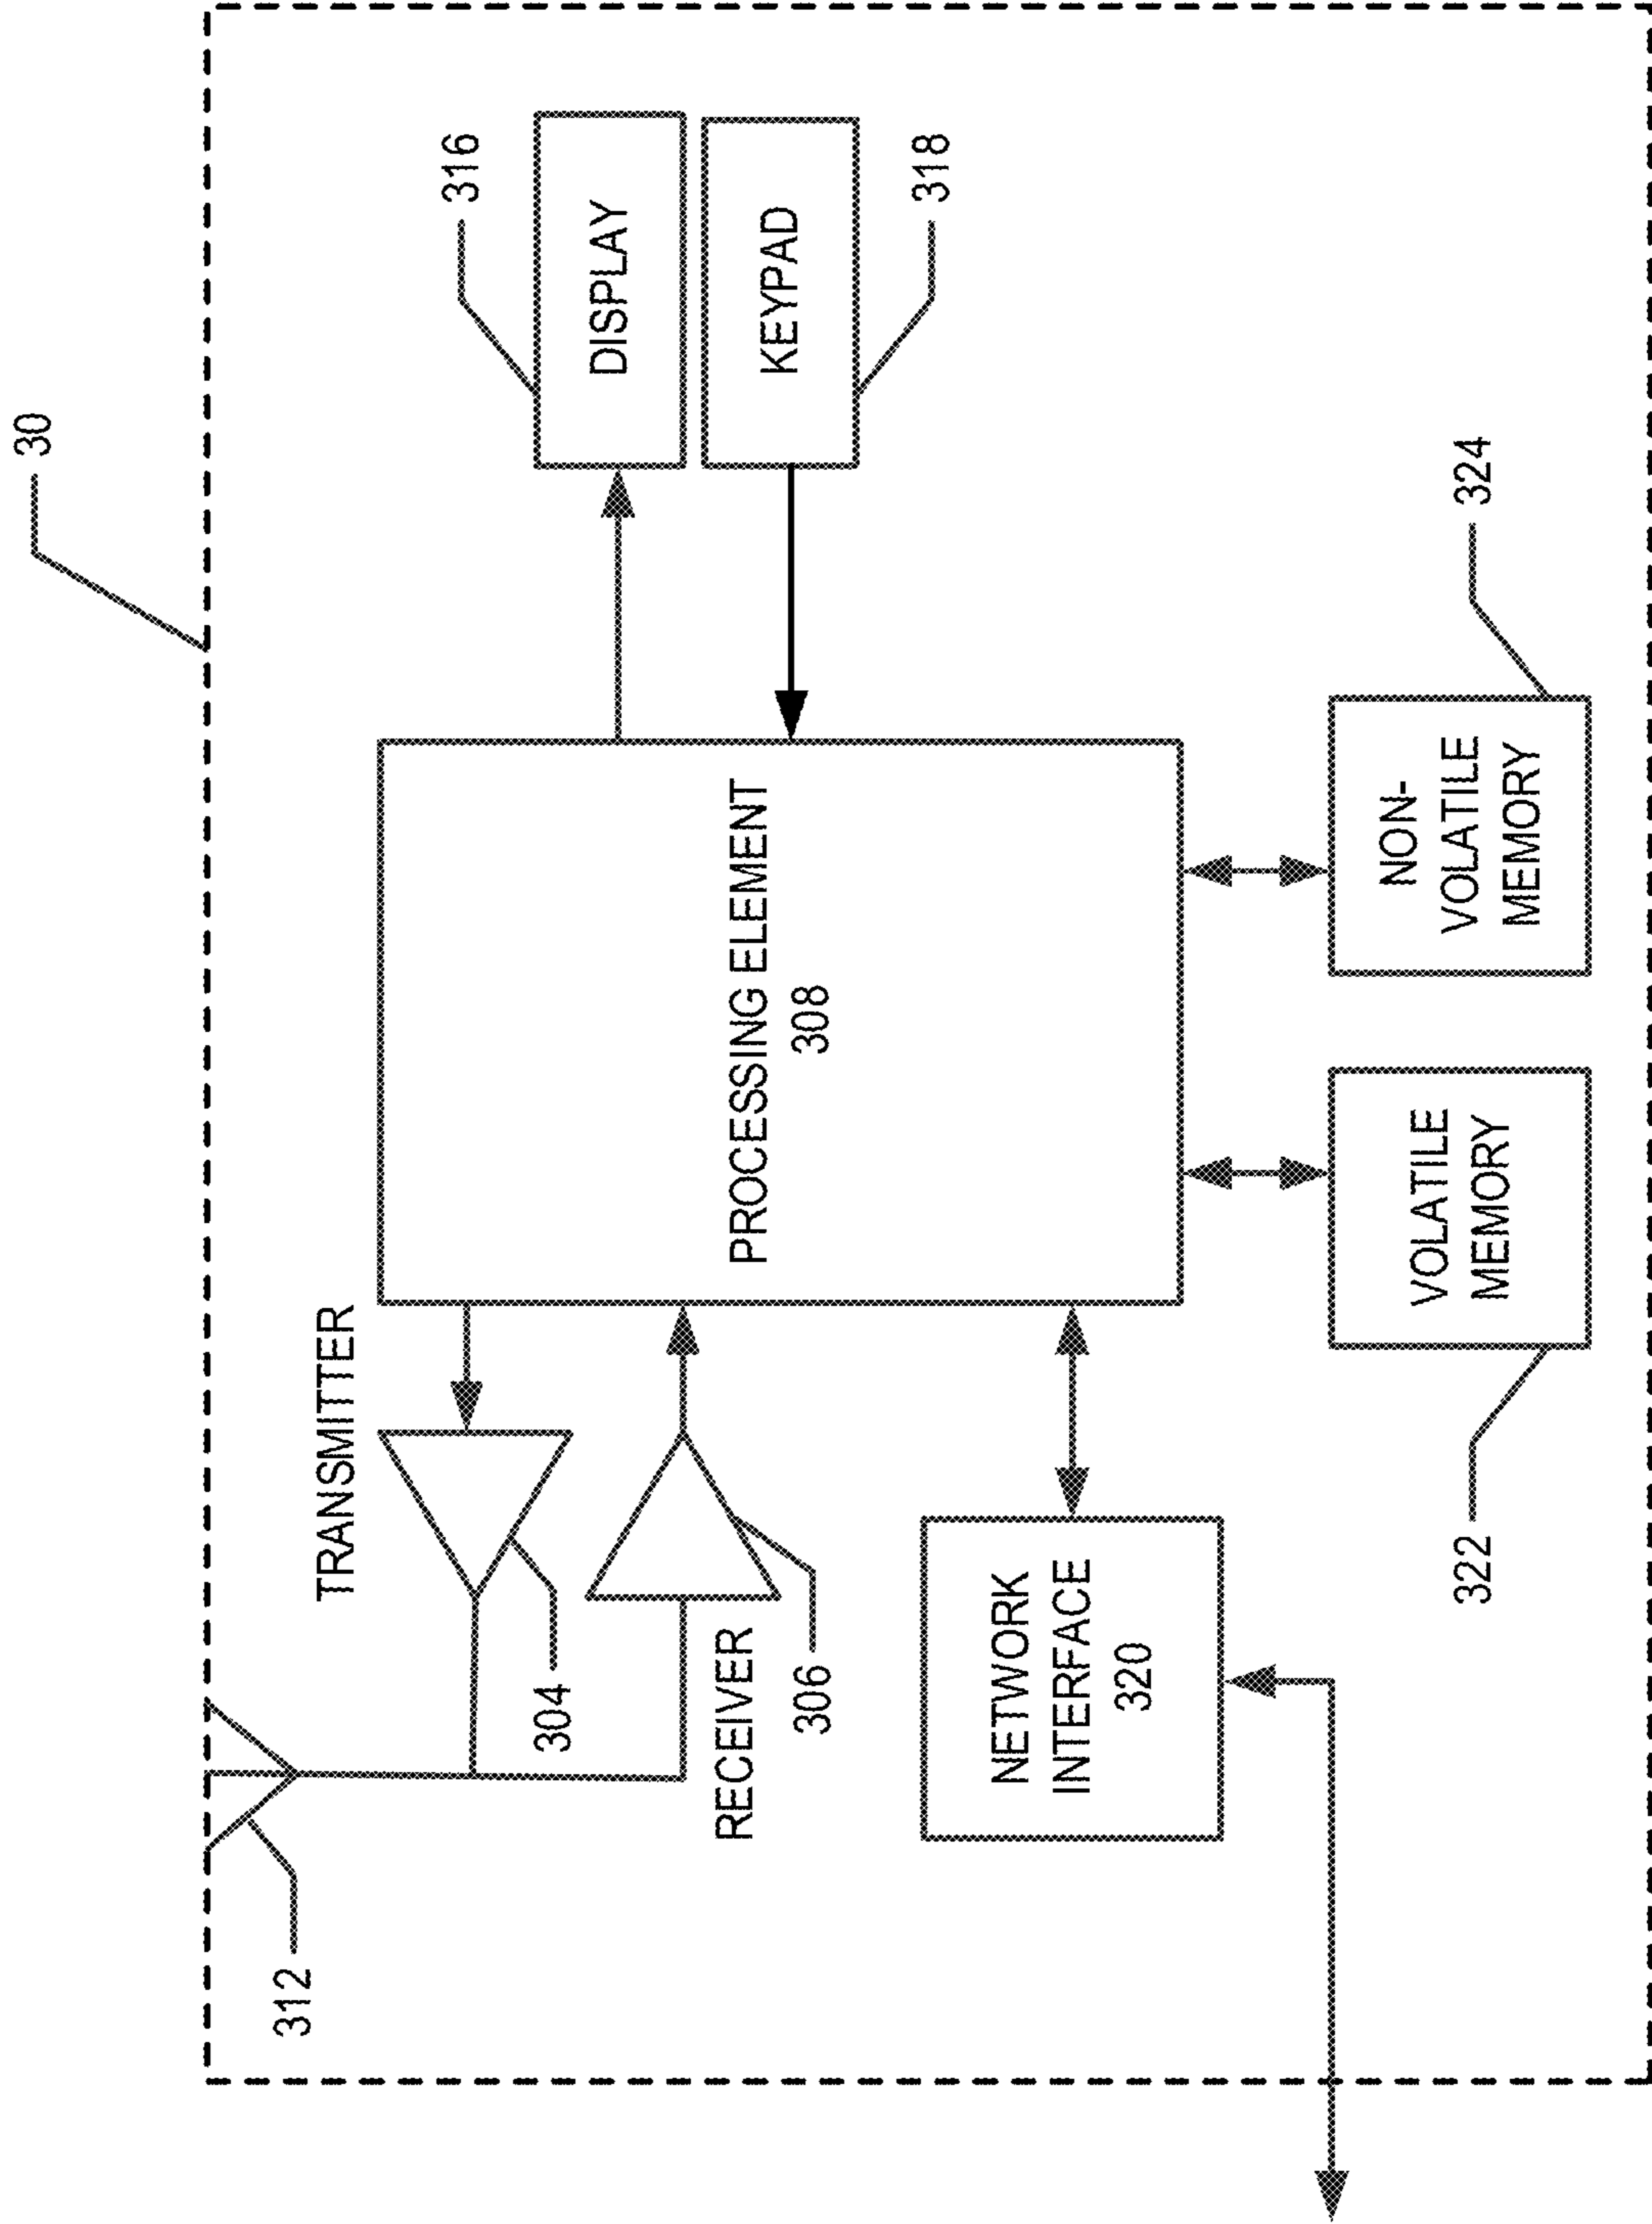 30
312
TRANSMITTER
304
RECEIVER
306
PROCESSING ELEMENT
308
316
DISPLAY
KEYPAD
318
NETWORK
INTERFACE
320
322
VOLATILE
MEMORY
NON-
VOLATILE
MEMORY
324